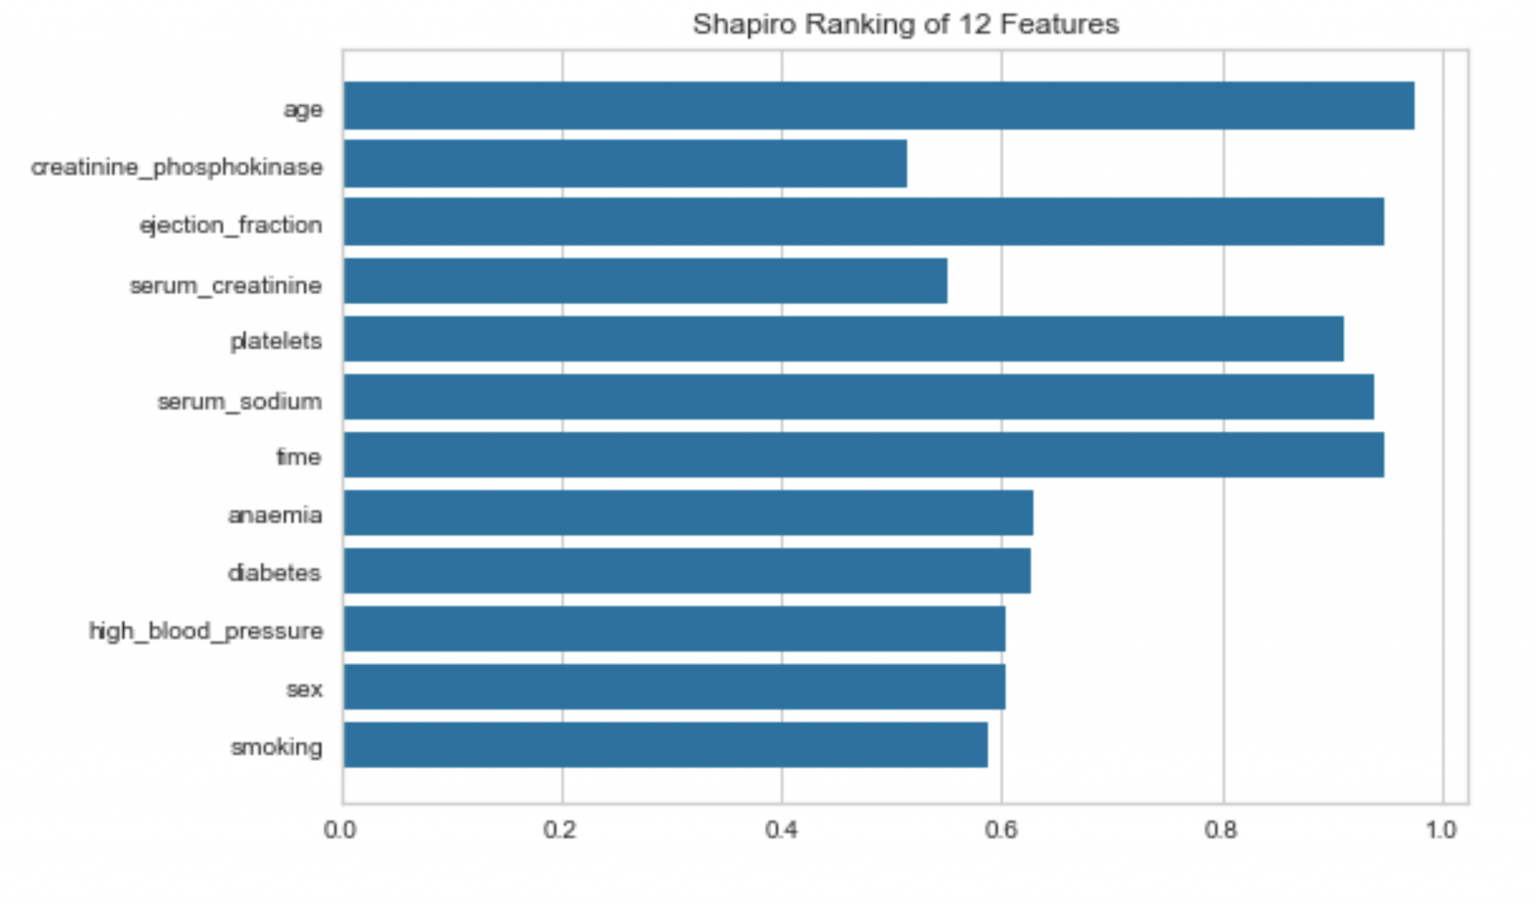 Shapiro Ranking of 12 Features
age
creatinine_phosphokinase
ejection_fraction
serum_creatinine
platelets
serum_sodium
time
anaemia
diabetes
high_blood_pressure
sex
smoking
0.0 0.2 0.4 0.6 0.8 1.0